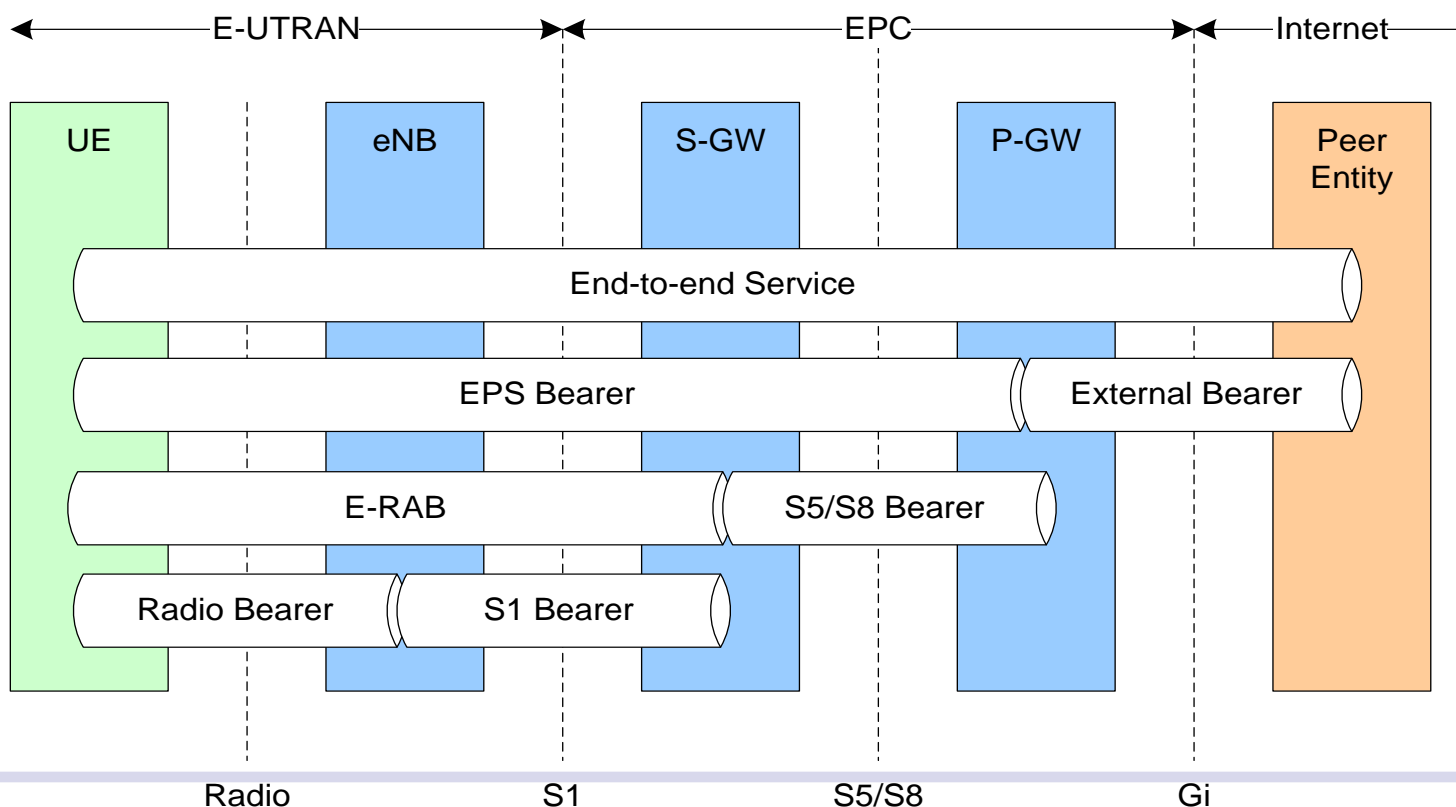 E-UTRAN EPC Internet
UE eNB S-GW P-GW Peer
Entity
End-to-end Service
EPS Bearer External Bearer
E-RAB S5/S8 Bearer
Radio Bearer S1 Bearer
Radio S1 S5/S8 Gi